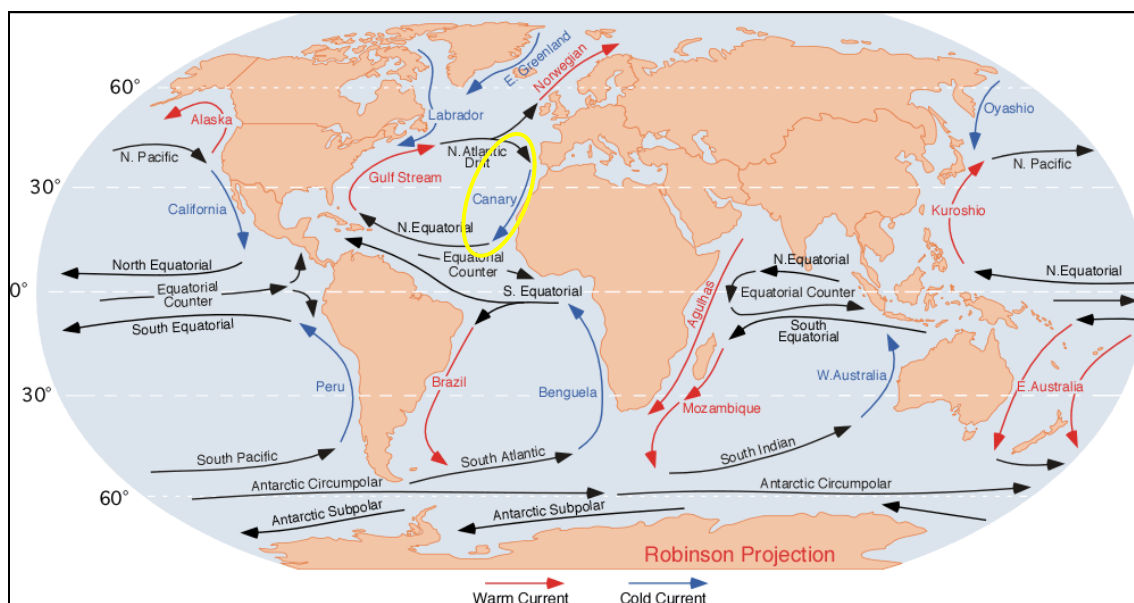 E. Greenland
Norwegian
60°
Labrador
Oyashio
Alaska
N. Pacific
N.Atlantic
Drift
N. Pacific
Gulf Stream
30°
Canary
California
Kuroshio
N.Equatorial
Equatorial
Counter
North Equatorial
N.Equatorial
N.Equatorial
Equatorial
Counter
0°
S. Equatorial
Equatorial Counter
Agulhas
South Equatorial
South
Equatorial
Peru
Brazil
Benguela
W.Australia
E.Australia
30°
Mozambique
South Pacific
South Atlantic
South Indian
Antarctic Circumpolar
Antarctic Circumpolar
60°
Antarctic Subpolar
Antarctic Subpolar
Robinson Projection
Warm Current
Cold Current